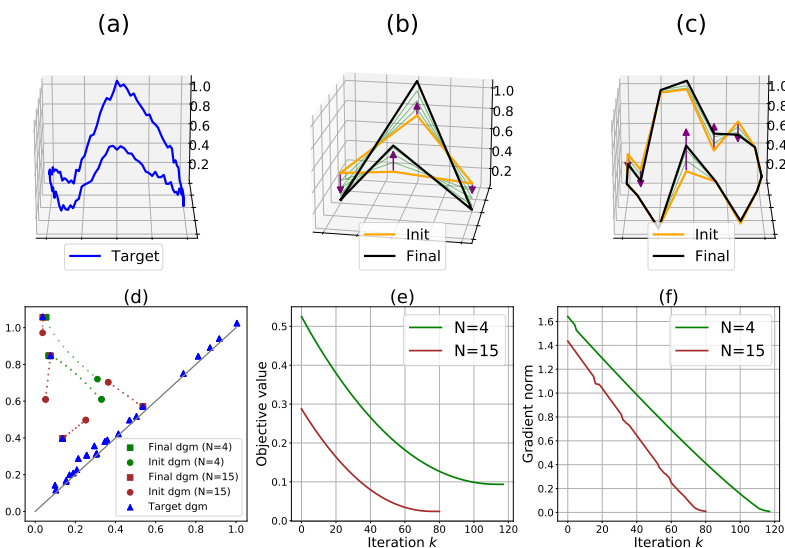 (a)
(b)
(c)
1.0
0.8
0.6
0.4
0.2
Target
1.0
0.8
0.6
0.4
0.2
Init
Final
1.0
0.8
0.6
0.4
0.2
Init
Final
(d)
1.0
0.8
0.6
0.4
0.2
0.0
0.0 0.2 0.4 0.6 0.8 1.0
Final dgm (N=4)
Init dgm (N=4)
Final dgm (N=15)
Init dgm (N=15)
Target dgm
(e)
Objective value
0.5
0.4
0.3
0.2
0.1
0.0
0 20 40 60 80 100 120
Iteration k
N=4
N=15
(f)
Gradient norm
1.6
1.4
1.2
1.0
0.8
0.6
0.4
0.2
0.0
0 20 40 60 80 100 120
Iteration k
N=4
N=15